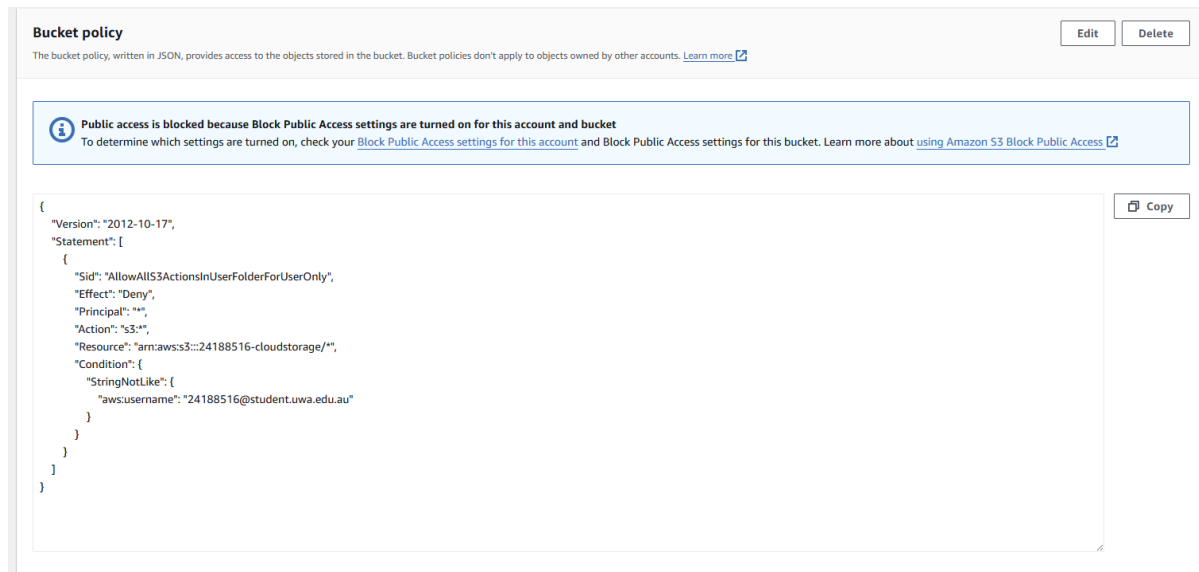 Bucket policy
Edit
Delete
The bucket policy, written in JSON, provides access to the objects stored in the bucket. Bucket policies don't apply to objects owned by other accounts. Learn more
Public access is blocked because Block Public Access settings are turned on for this account and bucket
To determine which settings are turned on, check your Block Public Access settings for this account and Block Public Access settings for this bucket. Learn more about using Amazon S3 Block Public Access
Copy
{
  "Version": "2012-10-17",
  "Statement": [
    {
      "Sid": "AllowAllS3ActionsInUserFolderForUserOnly",
      "Effect": "Deny",
      "Principal": "*",
      "Action": "s3:*",
      "Resource": "arn:aws:s3:::24188516-cloudstorage/*",
      "Condition": {
        "StringNotLike": {
          "aws:username": "24188516@student.uwa.edu.au"
        }
      }
    }
  ]
}